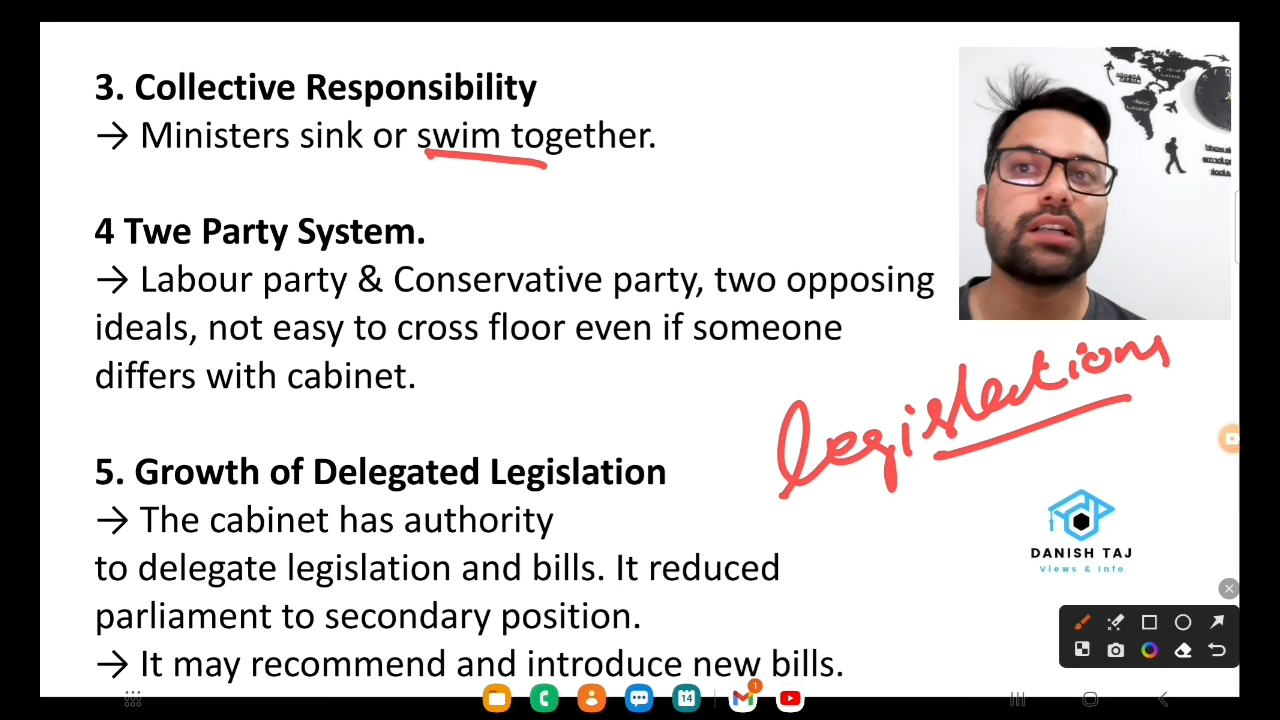 3. Collective Responsibility
→ Ministers sink or swim together.
4 Twe Party System.
→ Labour party & Conservative party, two opposing
ideals, not easy to cross floor even if someone
differs with cabinet.
legislections
5. Growth of Delegated Legislation
→ The cabinet has authority
to delegate legislation and bills. It reduced
parliament to secondary position.
→ It may recommend and introduce new bills.
DANISH TAJ
Views & Info
14
1